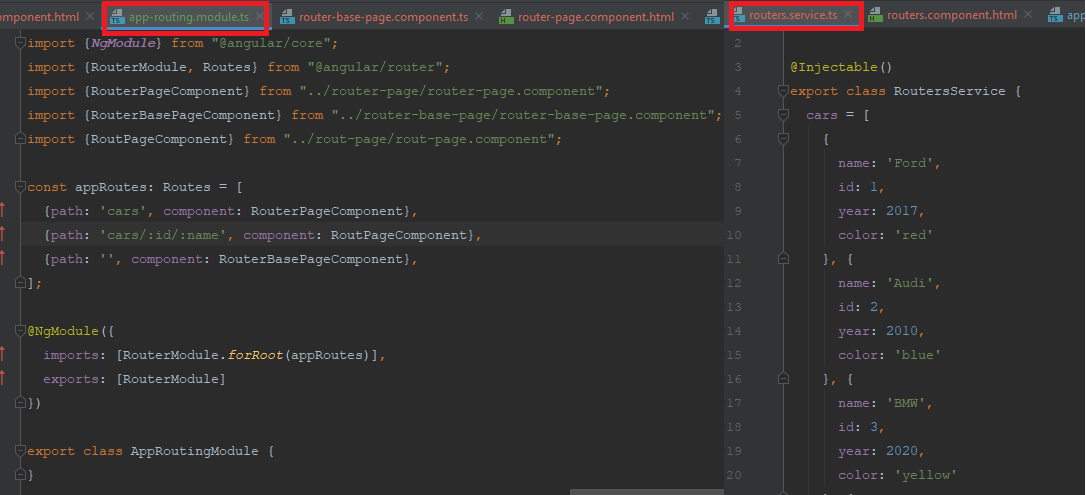 omponent.html
app-routing.module.ts
router-base-page.component.ts
router-page.component.html
import {NgModule} from "@angular/core";
import {RouterModule, Routes} from "@angular/router";
import {RouterPageComponent} from "../router-page/router-page.component";
import {RouterBasePageComponent} from "../router-base-page/router-base-page.component";
import {RoutPageComponent} from "../rout-page/rout-page.component";
const appRoutes: Routes = [
{path: 'cars', component: RouterPageComponent},
{path: 'cars/:id/:name', component: RoutPageComponent},
{path: '', component: RouterBasePageComponent},
];
@NgModule({
imports: [RouterModule.forRoot(appRoutes)],
exports: [RouterModule]
})
export class AppRoutingModule {
}
routers.service.ts
routers.component.html
app
2
3 @Injectable()
4 export class RoutersService {
5 cars = [
6 {
7 name: 'Ford',
8 id: 1,
9 year: 2017,
10 color: 'red'
11 }, {
12 name: 'Audi',
13 id: 2,
14 year: 2010,
15 color: 'blue'
16 }, {
17 name: 'BMW',
18 id: 3,
19 year: 2020,
20 color: 'yellow'